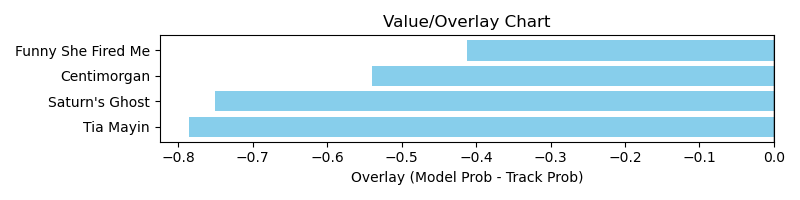 Value/Overlay Chart
Funny She Fired Me
Centimorgan
Saturn's Ghost
Tia Mayin
−0.8 −0.7 −0.6 −0.5 −0.4 −0.3 −0.2 −0.1 0.0
Overlay (Model Prob - Track Prob)